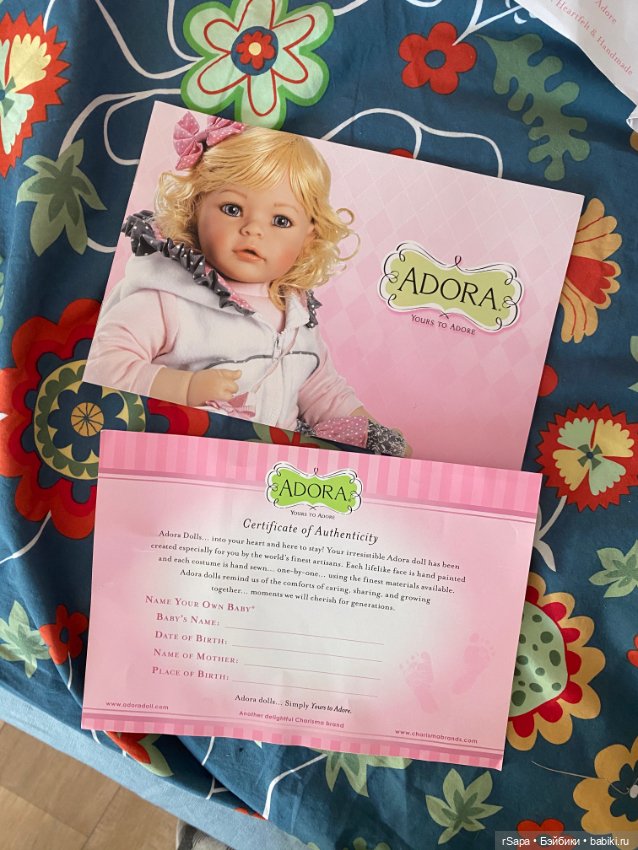 Adore
Heartfelt & Handmade
ADORA
Yours to Adore
ADORA
Yours to Adore
Certificate of Authenticity
Adora Dolls... into your heart and here to stay! Your irresistible Adora doll has been
created especially for you by the world's finest artisans. Each lifelike face is hand painted
and each costume is hand sewn... one-by-one... using the finest materials available.
Adora dolls remind us of the comforts of caring, sharing, and growing
together... moments we will cherish for generations.
Name Your Own Baby*
Baby's Name:
Date of Birth:
Name of Mother:
Place of Birth:
Adora dolls... Simply Yours to Adore.
www.adoradoll.com
Another delightful Charisma brand
www.charismabrands.com
rSapa • Бэйбики • babiki.ru